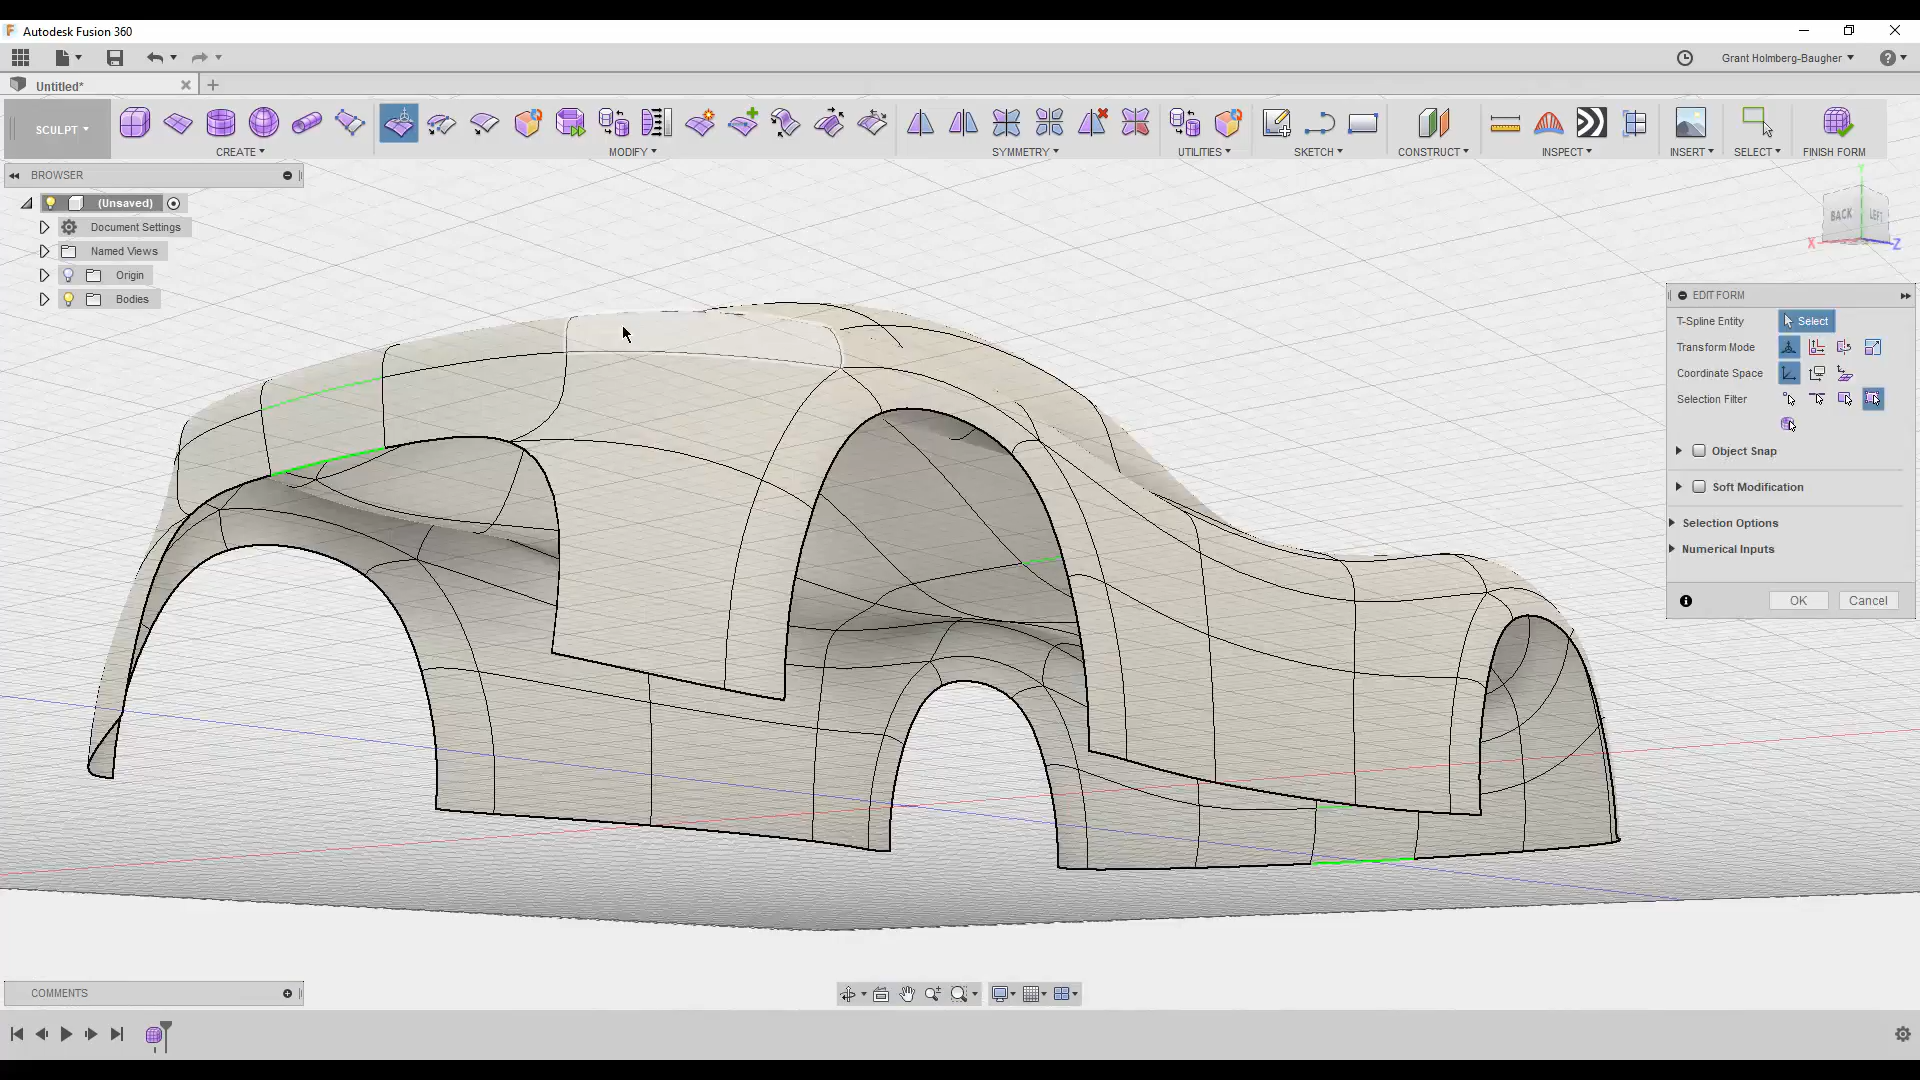 Autodesk Fusion 360
Grant Holmberg-Baugher
Untitled*
SCULPT
CREATE
MODIFY
SYMMETRY
UTILITIES
SKETCH
CONSTRUCT
INSPECT
INSERT
SELECT
FINISH FORM
BROWSER
(Unsaved)
Document Settings
Named Views
Origin
Bodies
Y
BACK
LEFT
X
Z
EDIT FORM
T-Spline Entity
Select
Transform Mode
Coordinate Space
Selection Filter
Object Snap
Soft Modification
Selection Options
Numerical Inputs
OK
Cancel
COMMENTS